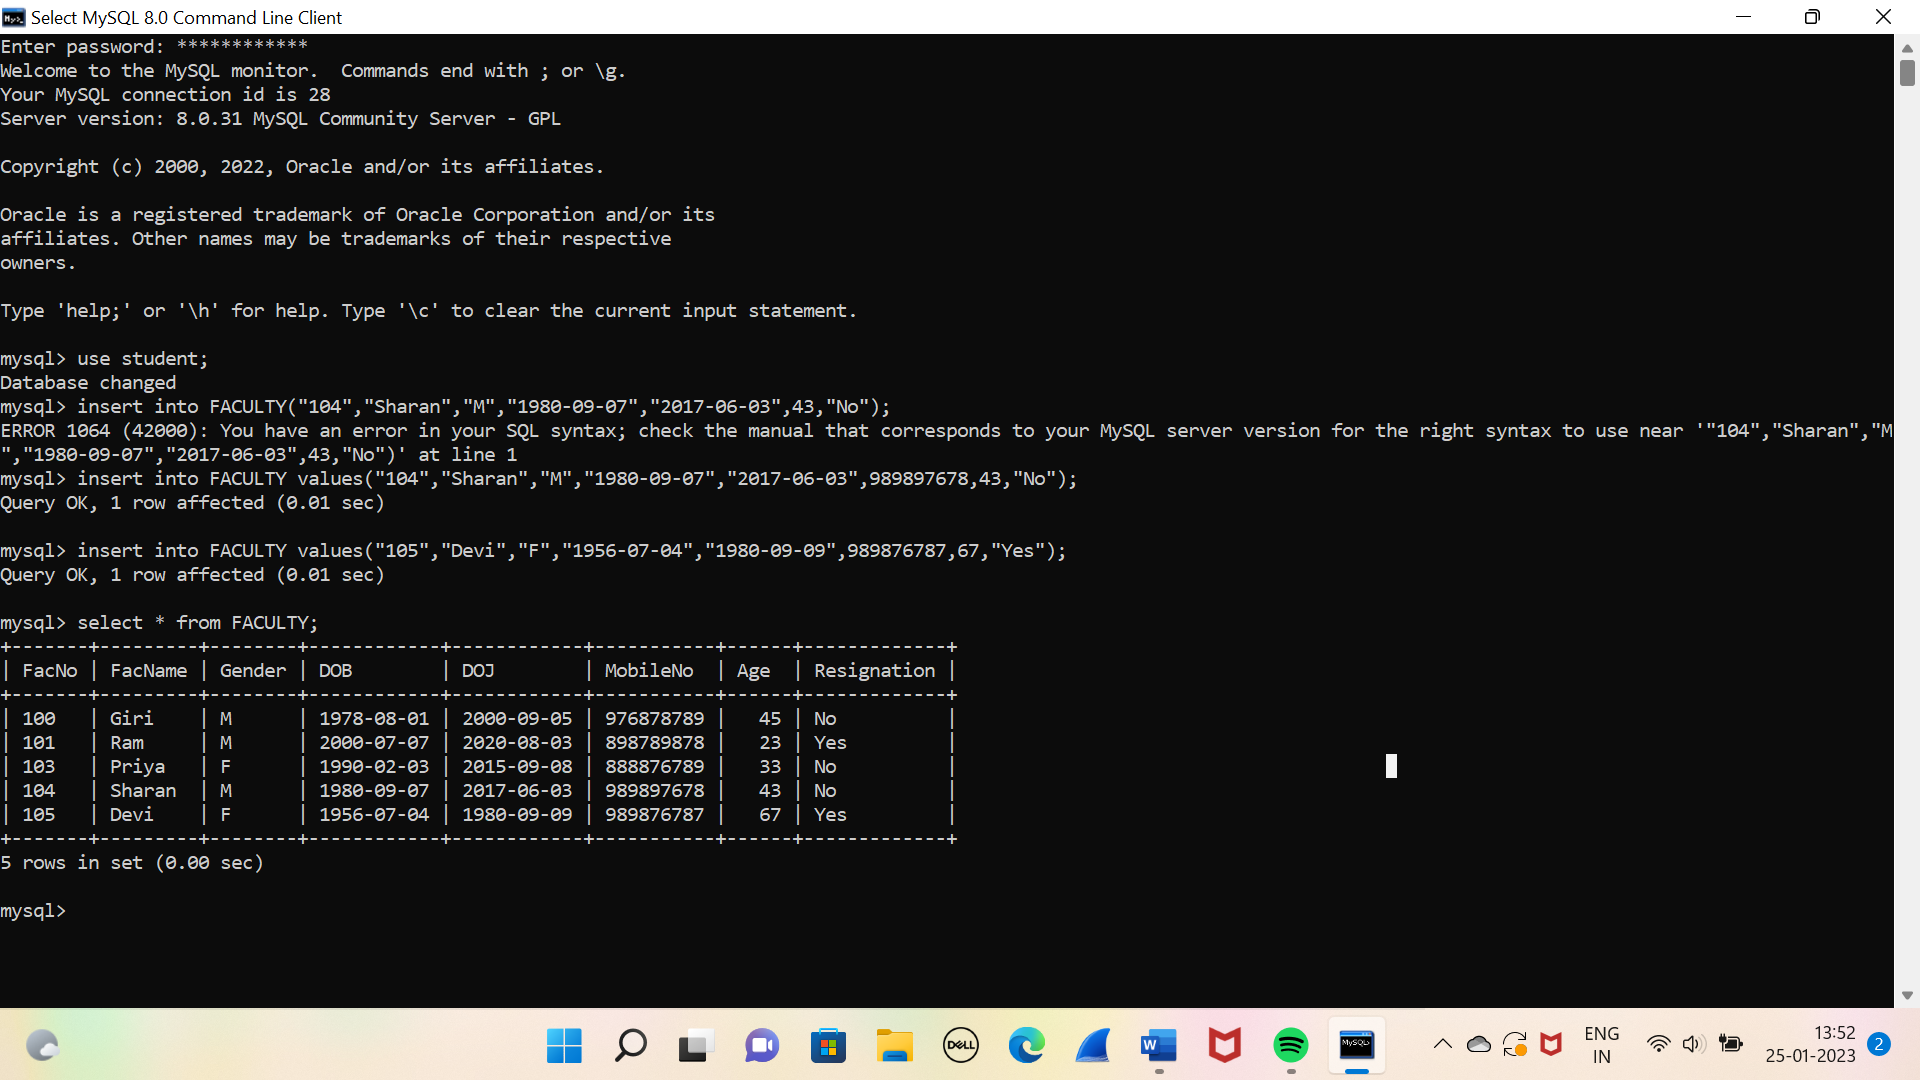 Select MySQL 8.0 Command Line Client
Enter password: ************
Welcome to the MySQL monitor.  Commands end with ; or \g.
Your MySQL connection id is 28
Server version: 8.0.31 MySQL Community Server - GPL
Copyright (c) 2000, 2022, Oracle and/or its affiliates.
Oracle is a registered trademark of Oracle Corporation and/or its
affiliates. Other names may be trademarks of their respective
owners.
Type 'help;' or '\h' for help. Type '\c' to clear the current input statement.
mysql> use student;
Database changed
mysql> insert into FACULTY("104","Sharan","M","1980-09-07","2017-06-03",43,"No");
ERROR 1064 (42000): You have an error in your SQL syntax; check the manual that corresponds to your MySQL server version for the right syntax to use near '"104","Sharan","M
","1980-09-07","2017-06-03",43,"No")' at line 1
mysql> insert into FACULTY values("104","Sharan","M","1980-09-07","2017-06-03",989897678,43,"No");
Query OK, 1 row affected (0.01 sec)
mysql> insert into FACULTY values("105","Devi","F","1956-07-04","1980-09-09",989876787,67,"Yes");
Query OK, 1 row affected (0.01 sec)
mysql> select * from FACULTY;
+-------+---------+--------+------------+------------+-----------+------+-------------+
| FacNo | FacName | Gender | DOB        | DOJ        | MobileNo  | Age  | Resignation |
+-------+---------+--------+------------+------------+-----------+------+-------------+
| 100   | Giri    | M      | 1978-08-01 | 2000-09-05 | 976878789 |   45 | No          |
| 101   | Ram     | M      | 2000-07-07 | 2020-08-03 | 898789878 |   23 | Yes         |
| 103   | Priya   | F      | 1990-02-03 | 2015-09-08 | 888876789 |   33 | No          |
| 104   | Sharan  | M      | 1980-09-07 | 2017-06-03 | 989897678 |   43 | No          |
| 105   | Devi    | F      | 1956-07-04 | 1980-09-09 | 989876787 |   67 | Yes         |
+-------+---------+--------+------------+------------+-----------+------+-------------+
5 rows in set (0.00 sec)
mysql>
DELL
W
MySQL>
ENG
IN
13:52
25-01-2023
2